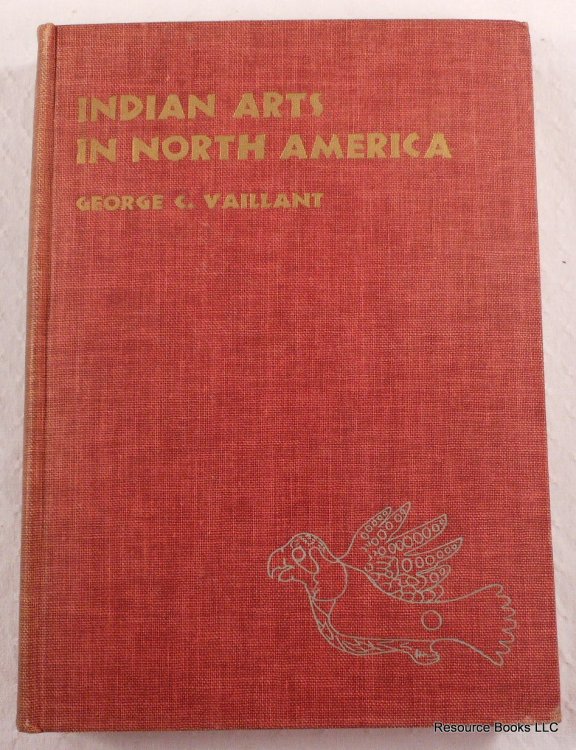 INDIAN ARTS
IN NORTH AMERICA
GEORGE C. VAILLANT
Resource Books LLC